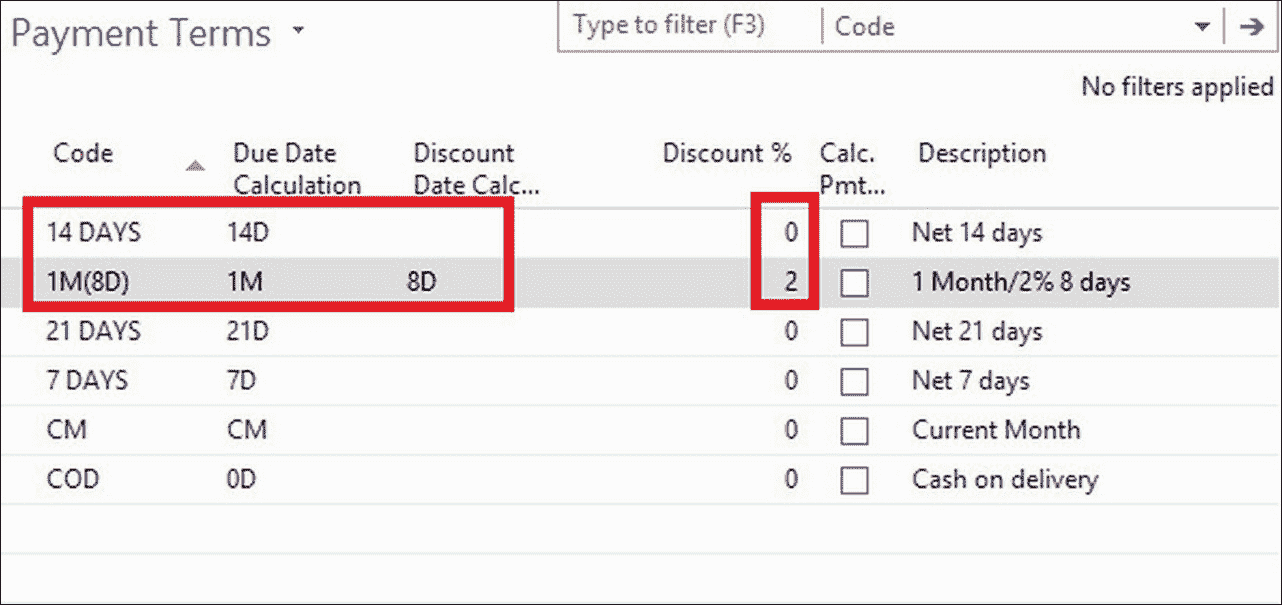 Payment Terms
Type to filter (F3) Code
No filters applied
Code Due Date Discount Discount % Calc. Description
Calculation Date Calc... Pmt...
14 DAYS 14D 0 Net 14 days
1M(8D) 1M 8D 2 1 Month/2% 8 days
21 DAYS 21D 0 Net 21 days
7 DAYS 7D 0 Net 7 days
CM CM 0 Current Month
COD 0D 0 Cash on delivery